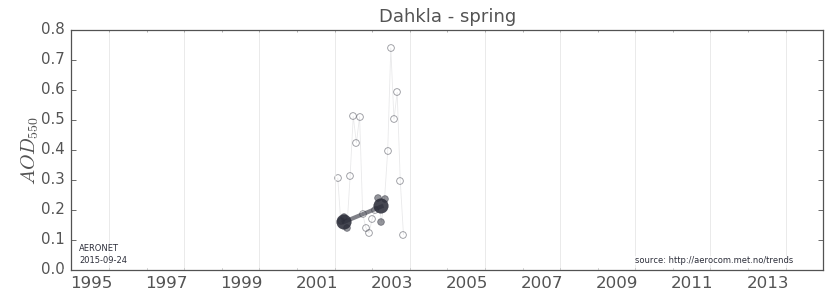 Dahkla - spring
0.8
0.7
0.6
0.5
0.4
0.3
0.2
0.1
0.0
AOD550
AERONET
2015-09-24
source: http://aerocom.met.no/trends
1995 1997 1999 2001 2003 2005 2007 2009 2011 2013